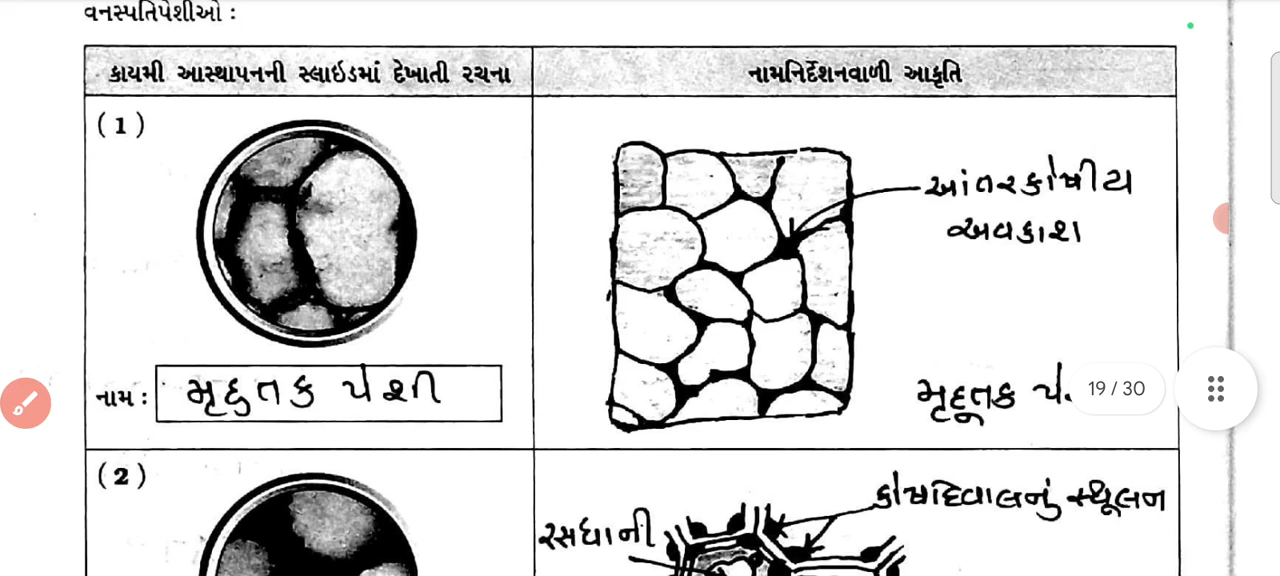 વનસ્પતિપેશીઓ :
કાયમી આસ્થાપનની સ્લાઇડમાં દેખાતી રચના
નામનિર્દેશનવાળી આકૃતિ
(1)
આંતરકોષીય
અવકાશ
નામ :
મૃદુતક પેશી
મૃદૂતક
19 / 30
(2)
કોષદિવાલનું સ્થૂલન
રસધાની